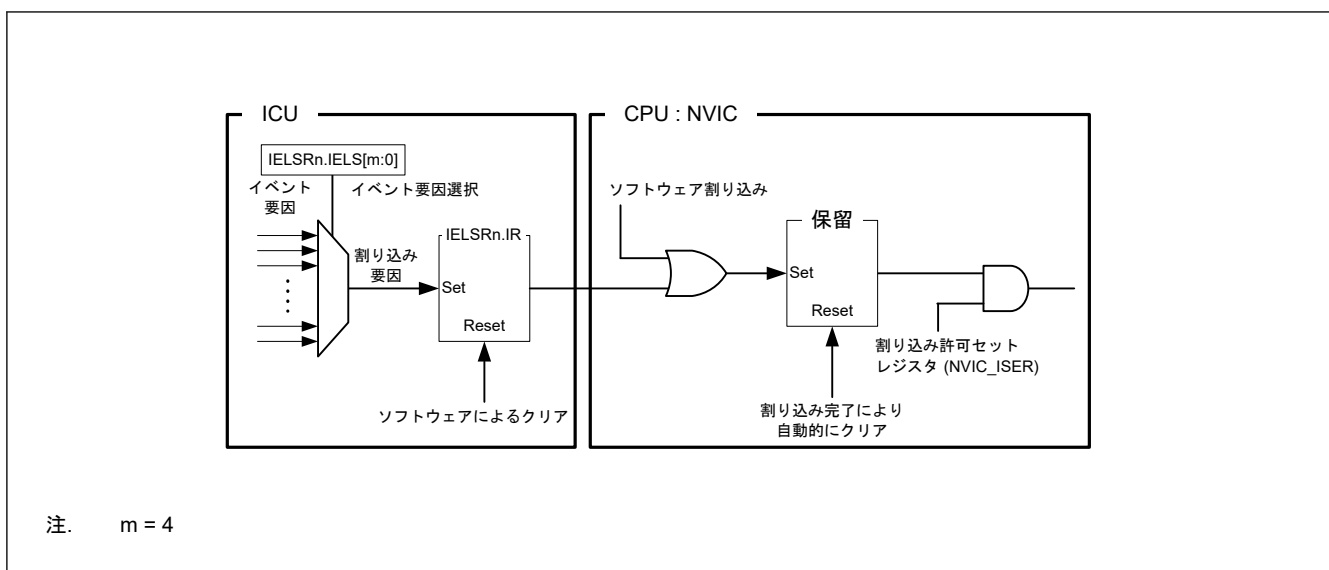 ICU
CPU : NVIC
IELSRn.IELS[m:0]
イベント
要因
イベント要因選択
割り込み
要因
IELSRn.IR
Set
Reset
ソフトウェアによるクリア
ソフトウェア割り込み
保留
Set
Reset
割り込み完了により
自動的にクリア
割り込み許可セット
レジスタ (NVIC_ISER)
注. m = 4